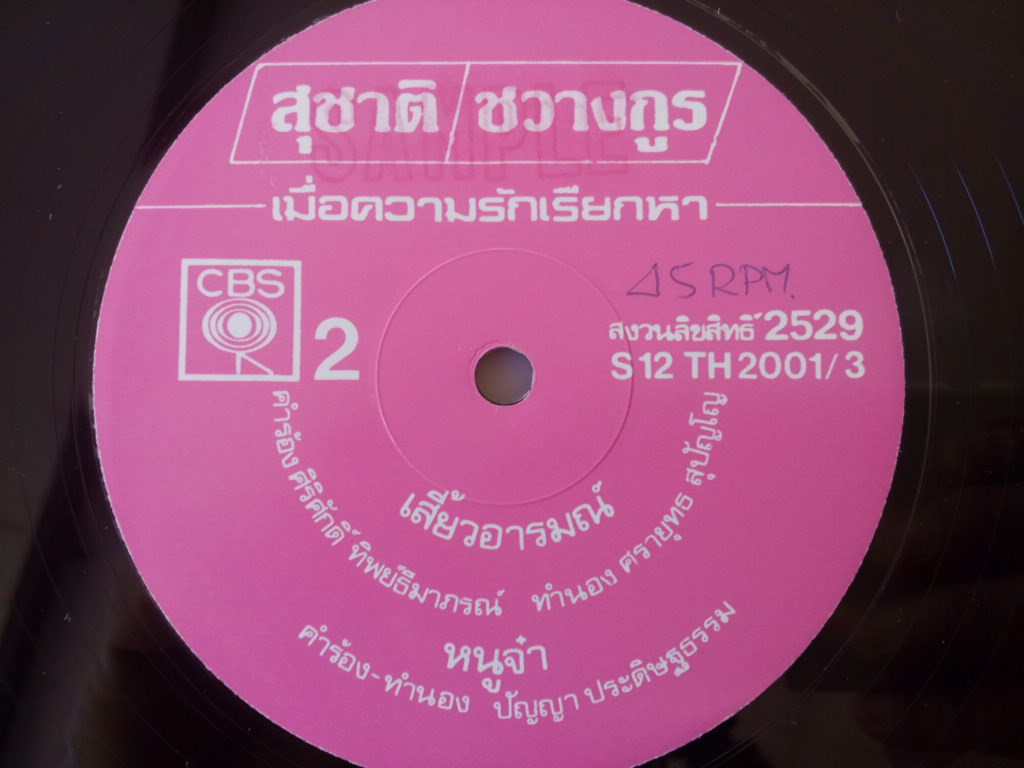 สุชาติ / ชวางกูร
SAMPLE
เมื่อความรักเรียกหา
CBS
2
45 RPM.
สงวนลิขสิทธิ์ 2529
S 12 TH 2001/3
เสี้ยวอารมณ์
คำร้อง ศิริศักดิ์ ทิพย์ธีมาภรณ์ ทำนอง ศรายุทธ สุปัญโญ
หนูจ๋า
คำร้อง-ทำนอง ปัญญา ประดิษฐธรรม